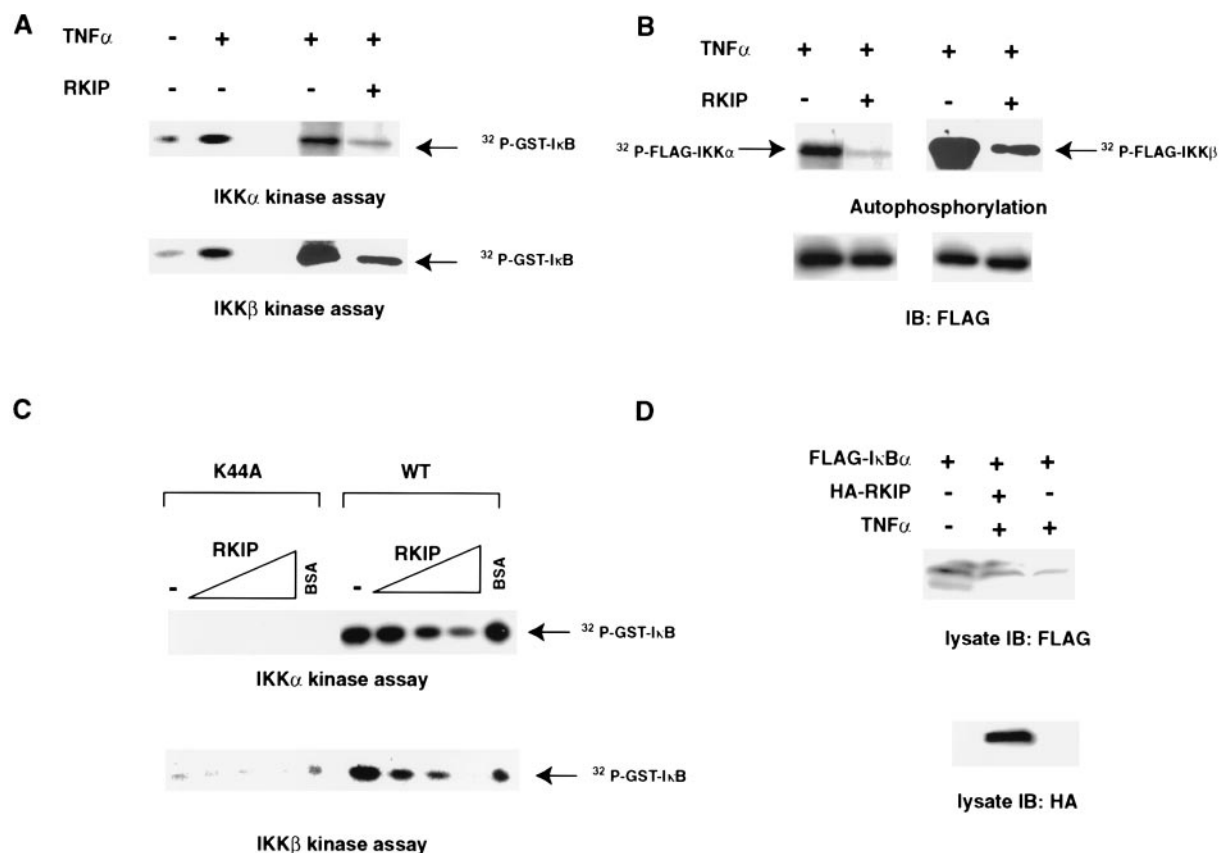 A
TNFα - + + +
RKIP - - - +
32 P-GST-IκB
IKKα kinase assay
32 P-GST-IκB
IKKβ kinase assay
B
TNFα + + + +
RKIP - + - +
32 P-FLAG-IKKα
32 P-FLAG-IKKβ
Autophosphorylation
IB: FLAG
C
K44A WT
RKIP RKIP
- BSA - BSA
32 P-GST-IκB
IKKα kinase assay
32 P-GST-IκB
IKKβ kinase assay
D
FLAG-IκBα + + +
HA-RKIP - + -
TNFα - + +
lysate IB: FLAG
lysate IB: HA